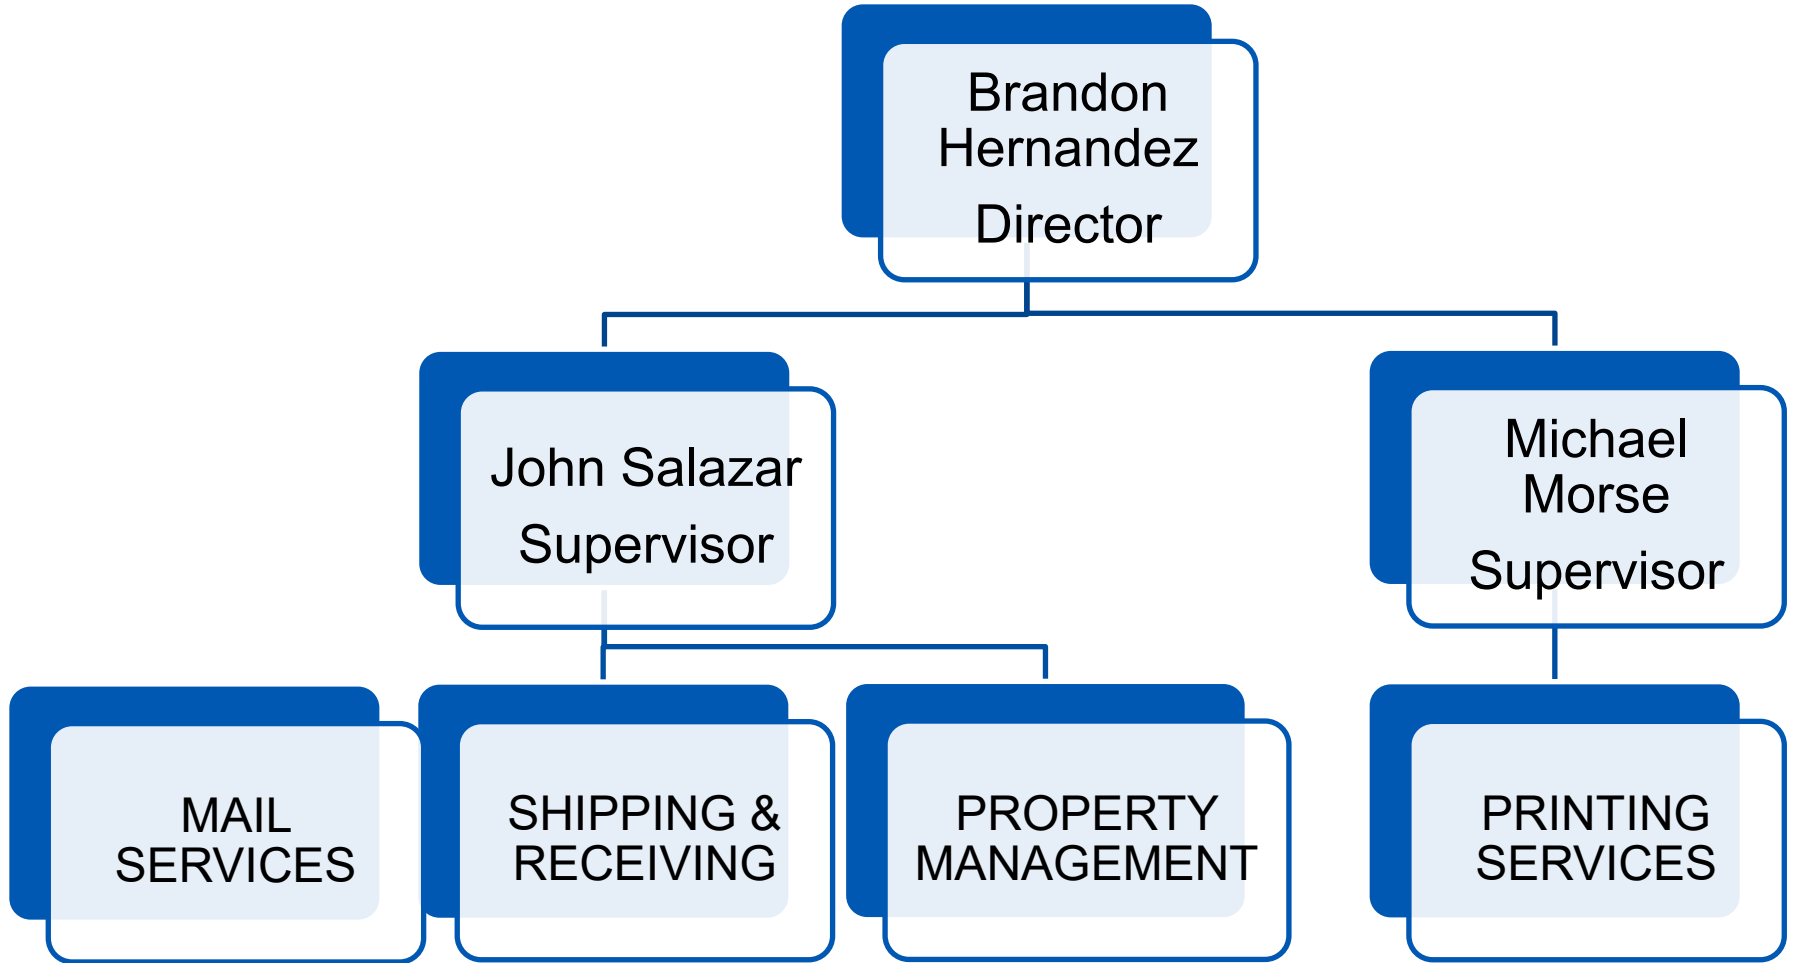 Brandon
Hernandez
Director
John Salazar
Supervisor
Michael
Morse
Supervisor
MAIL
SERVICES
SHIPPING &
RECEIVING
PROPERTY
MANAGEMENT
PRINTING
SERVICES